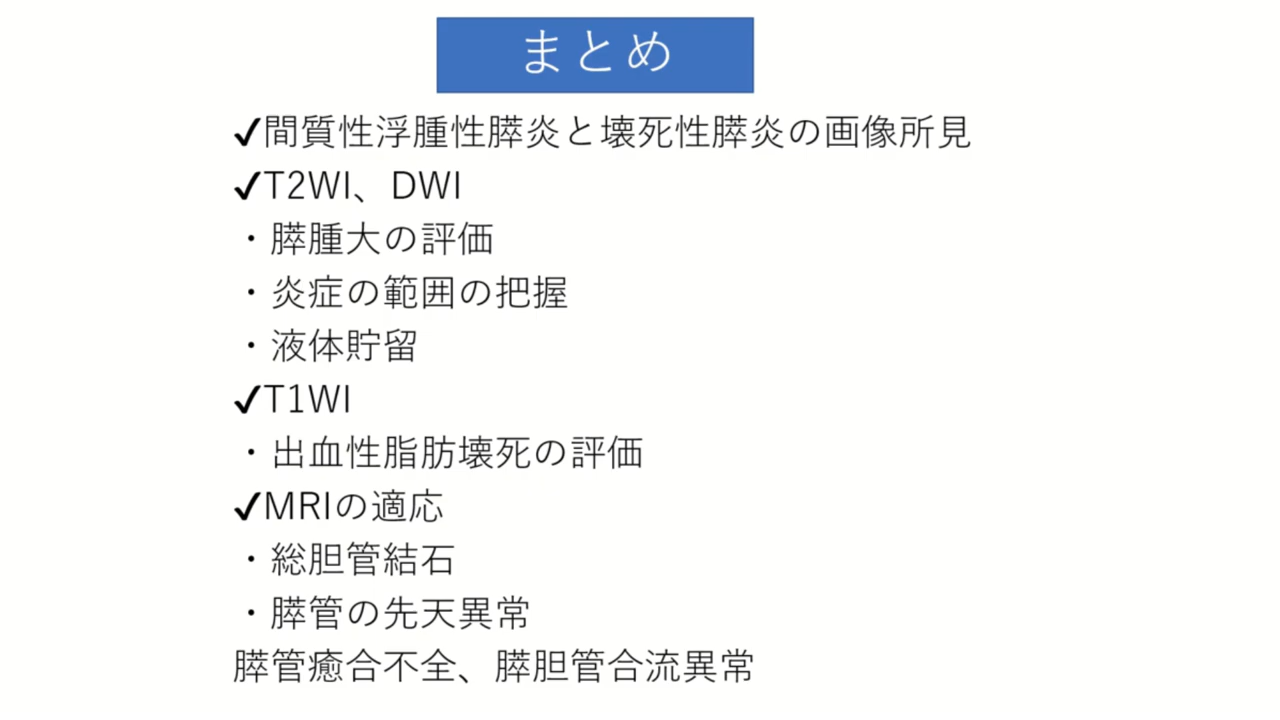 まとめ
✓間質性浮腫性膵炎と壊死性膵炎の画像所見
✓T2WI、DWI
・膵腫大の評価
・炎症の範囲の把握
・液体貯留
✓T1WI
・出血性脂肪壊死の評価
✓MRIの適応
・総胆管結石
・膵管の先天異常
膵管癒合不全、膵胆管合流異常